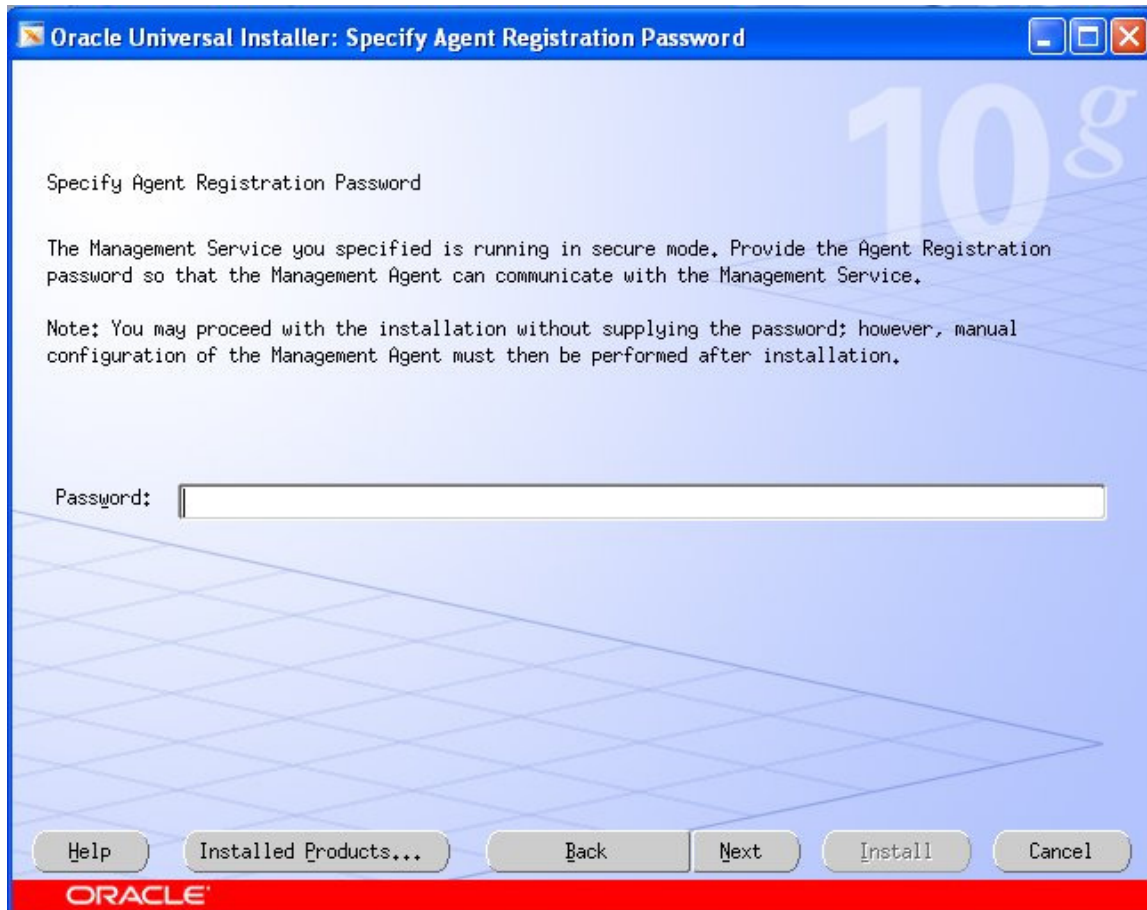 Oracle Universal Installer: Specify Agent Registration Password
10g
Specify Agent Registration Password
The Management Service you specified is running in secure mode. Provide the Agent Registration
password so that the Management Agent can communicate with the Management Service.
Note: You may proceed with the installation without supplying the password; however, manual
configuration of the Management Agent must then be performed after installation.
Password:
Help Installed Products... Back Next Install Cancel
ORACLE